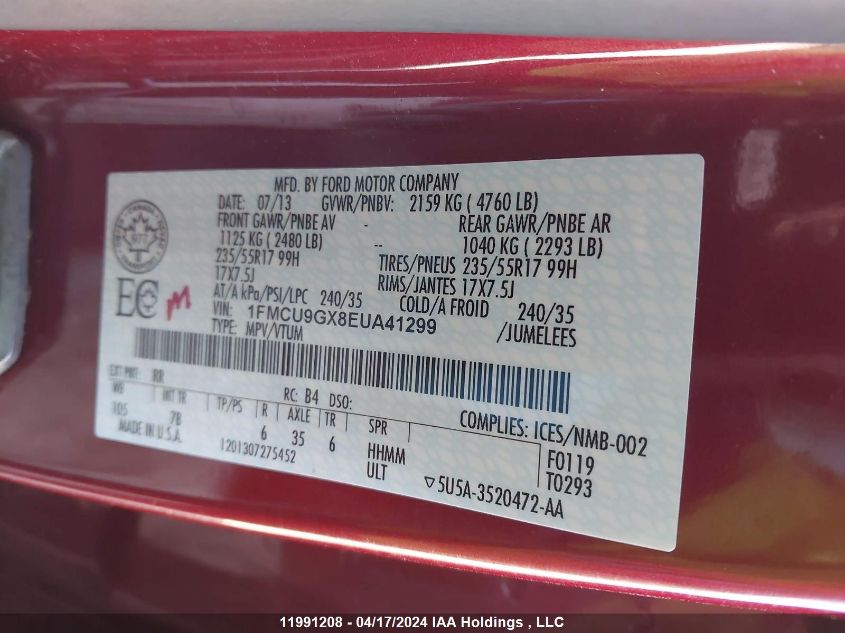 MFD. BY FORD MOTOR COMPANY
DATE: 07/13 GVWR/PNBV: 2159 KG ( 4760 LB)
FRONT GAWR/PNBE AV - REAR GAWR/PNBE AR
1125 KG ( 2480 LB) -- 1040 KG ( 2293 LB)
235/55R17 99H TIRES/PNEUS 235/55R17 99H
17X7.5J RIMS/JANTES 17X7.5J
AT/A kPa/PSI/LPC 240/35 COLD/A FROID 240/35
VIN: 1FMCU9GX8EUA41299 /JUMELEES
TYPE: MPV/VTUM
EC M
EXT PNT: RR RC: B4 DSO:
WB INT TR TP/PS R AXLE TR SPR COMPLIES: ICES/NMB-002
105 7B 6 35 6 HHMM F0119
MADE IN U.S.A. 1201307275452 ULT T0293
▽5U5A-3520472-AA
11991208 - 04/17/2024 IAA Holdings , LLC